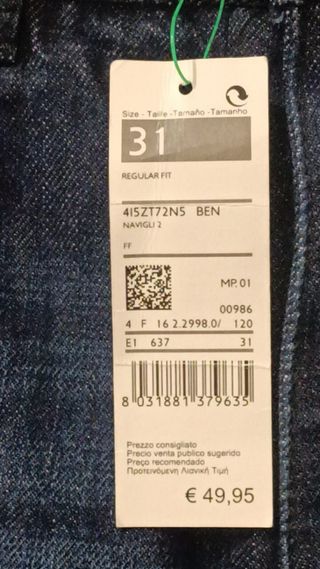 Size - Taille -Tamaño -Tamanho
31
REGULAR FIT
4I5ZT72N5 BEN
NAVIGLI 2
FF
MP. 01
00986
4 F 16 2.2998.0/ 120
E1 637 31
8 031881 379635
Prezzo consigliato
Precio venta publico sugerido
Preço recomendado
Προτεινόμενη Λιανική Τιμή
€ 49,95